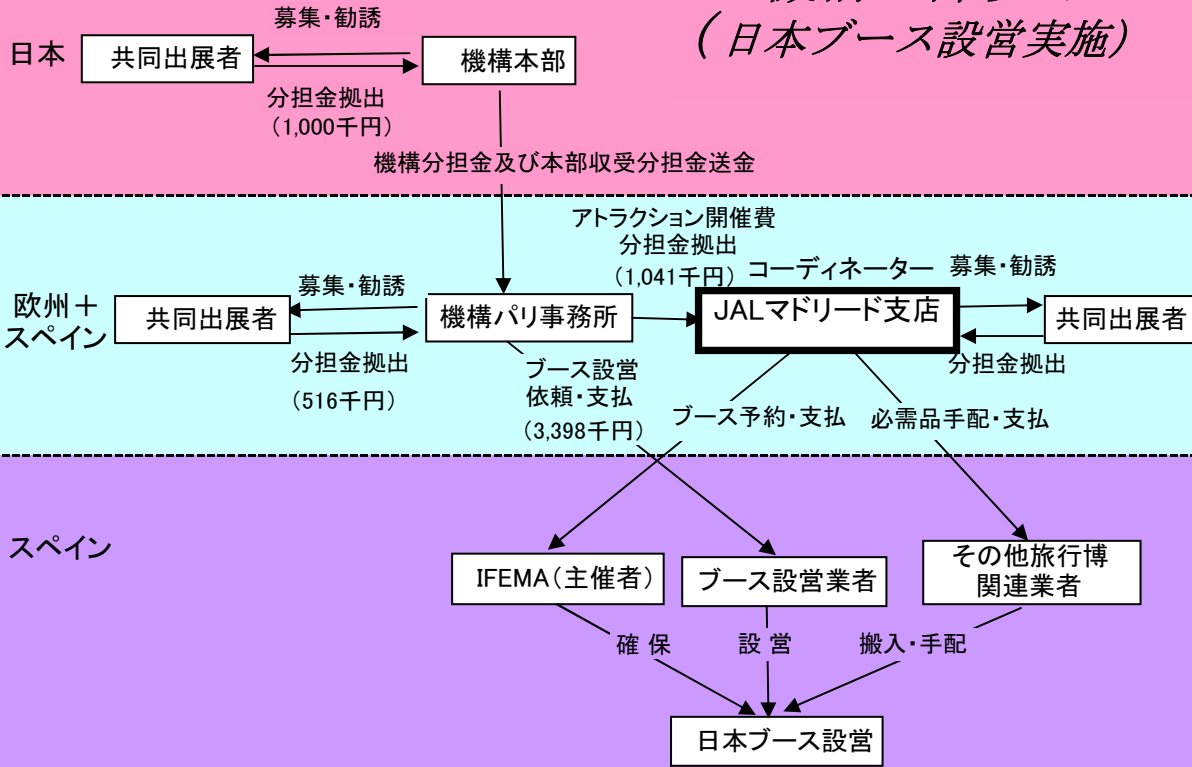 (日本ブース設営実施)
募集・勧誘
日本
共同出展者
機構本部
分担金拠出
(1,000千円)
機構分担金及び本部収受分担金送金
アトラクション開催費
分担金拠出
(1,041千円)
コーディネーター
募集・勧誘
募集・勧誘
欧州+
スペイン
共同出展者
機構パリ事務所
JALマドリード支店
共同出展者
分担金拠出
(516千円)
ブース設営
依頼・支払
(3,398千円)
分担金拠出
ブース予約・支払
必需品手配・支払
スペイン
IFEMA(主催者)
ブース設営業者
その他旅行博
関連業者
確 保
設 営
搬入・手配
日本ブース設営